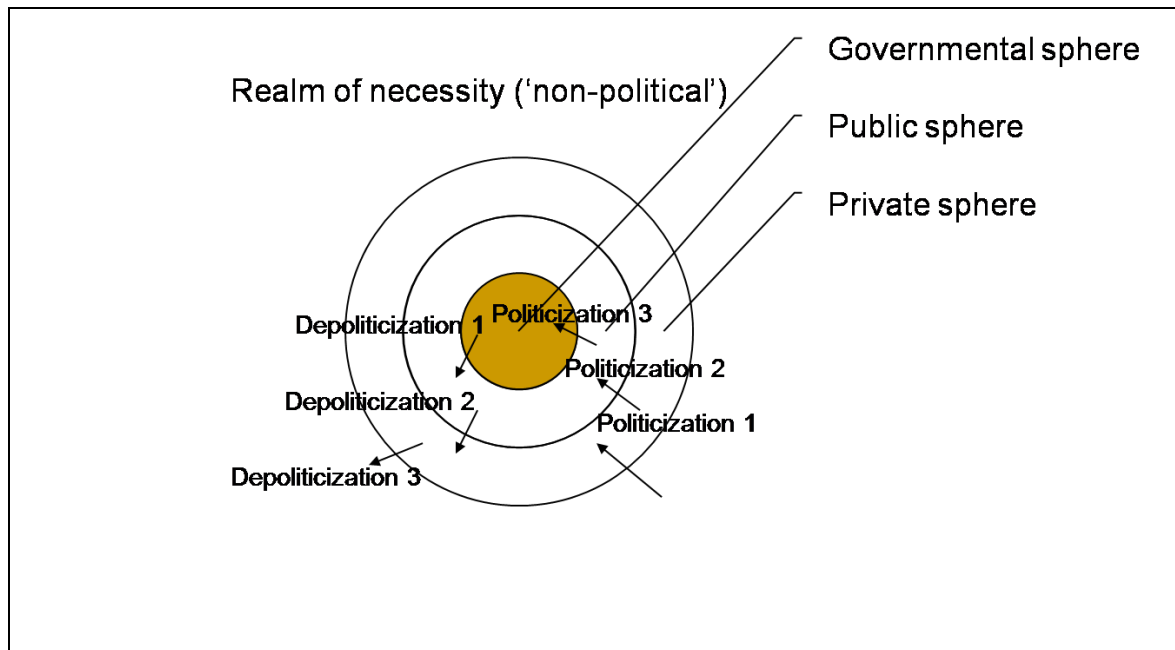 Governmental sphere
Realm of necessity (‘non-political’)
Public sphere
Private sphere
Politicization 3
Depoliticization 1
Politicization 2
Depoliticization 2
Politicization 1
Depoliticization 3